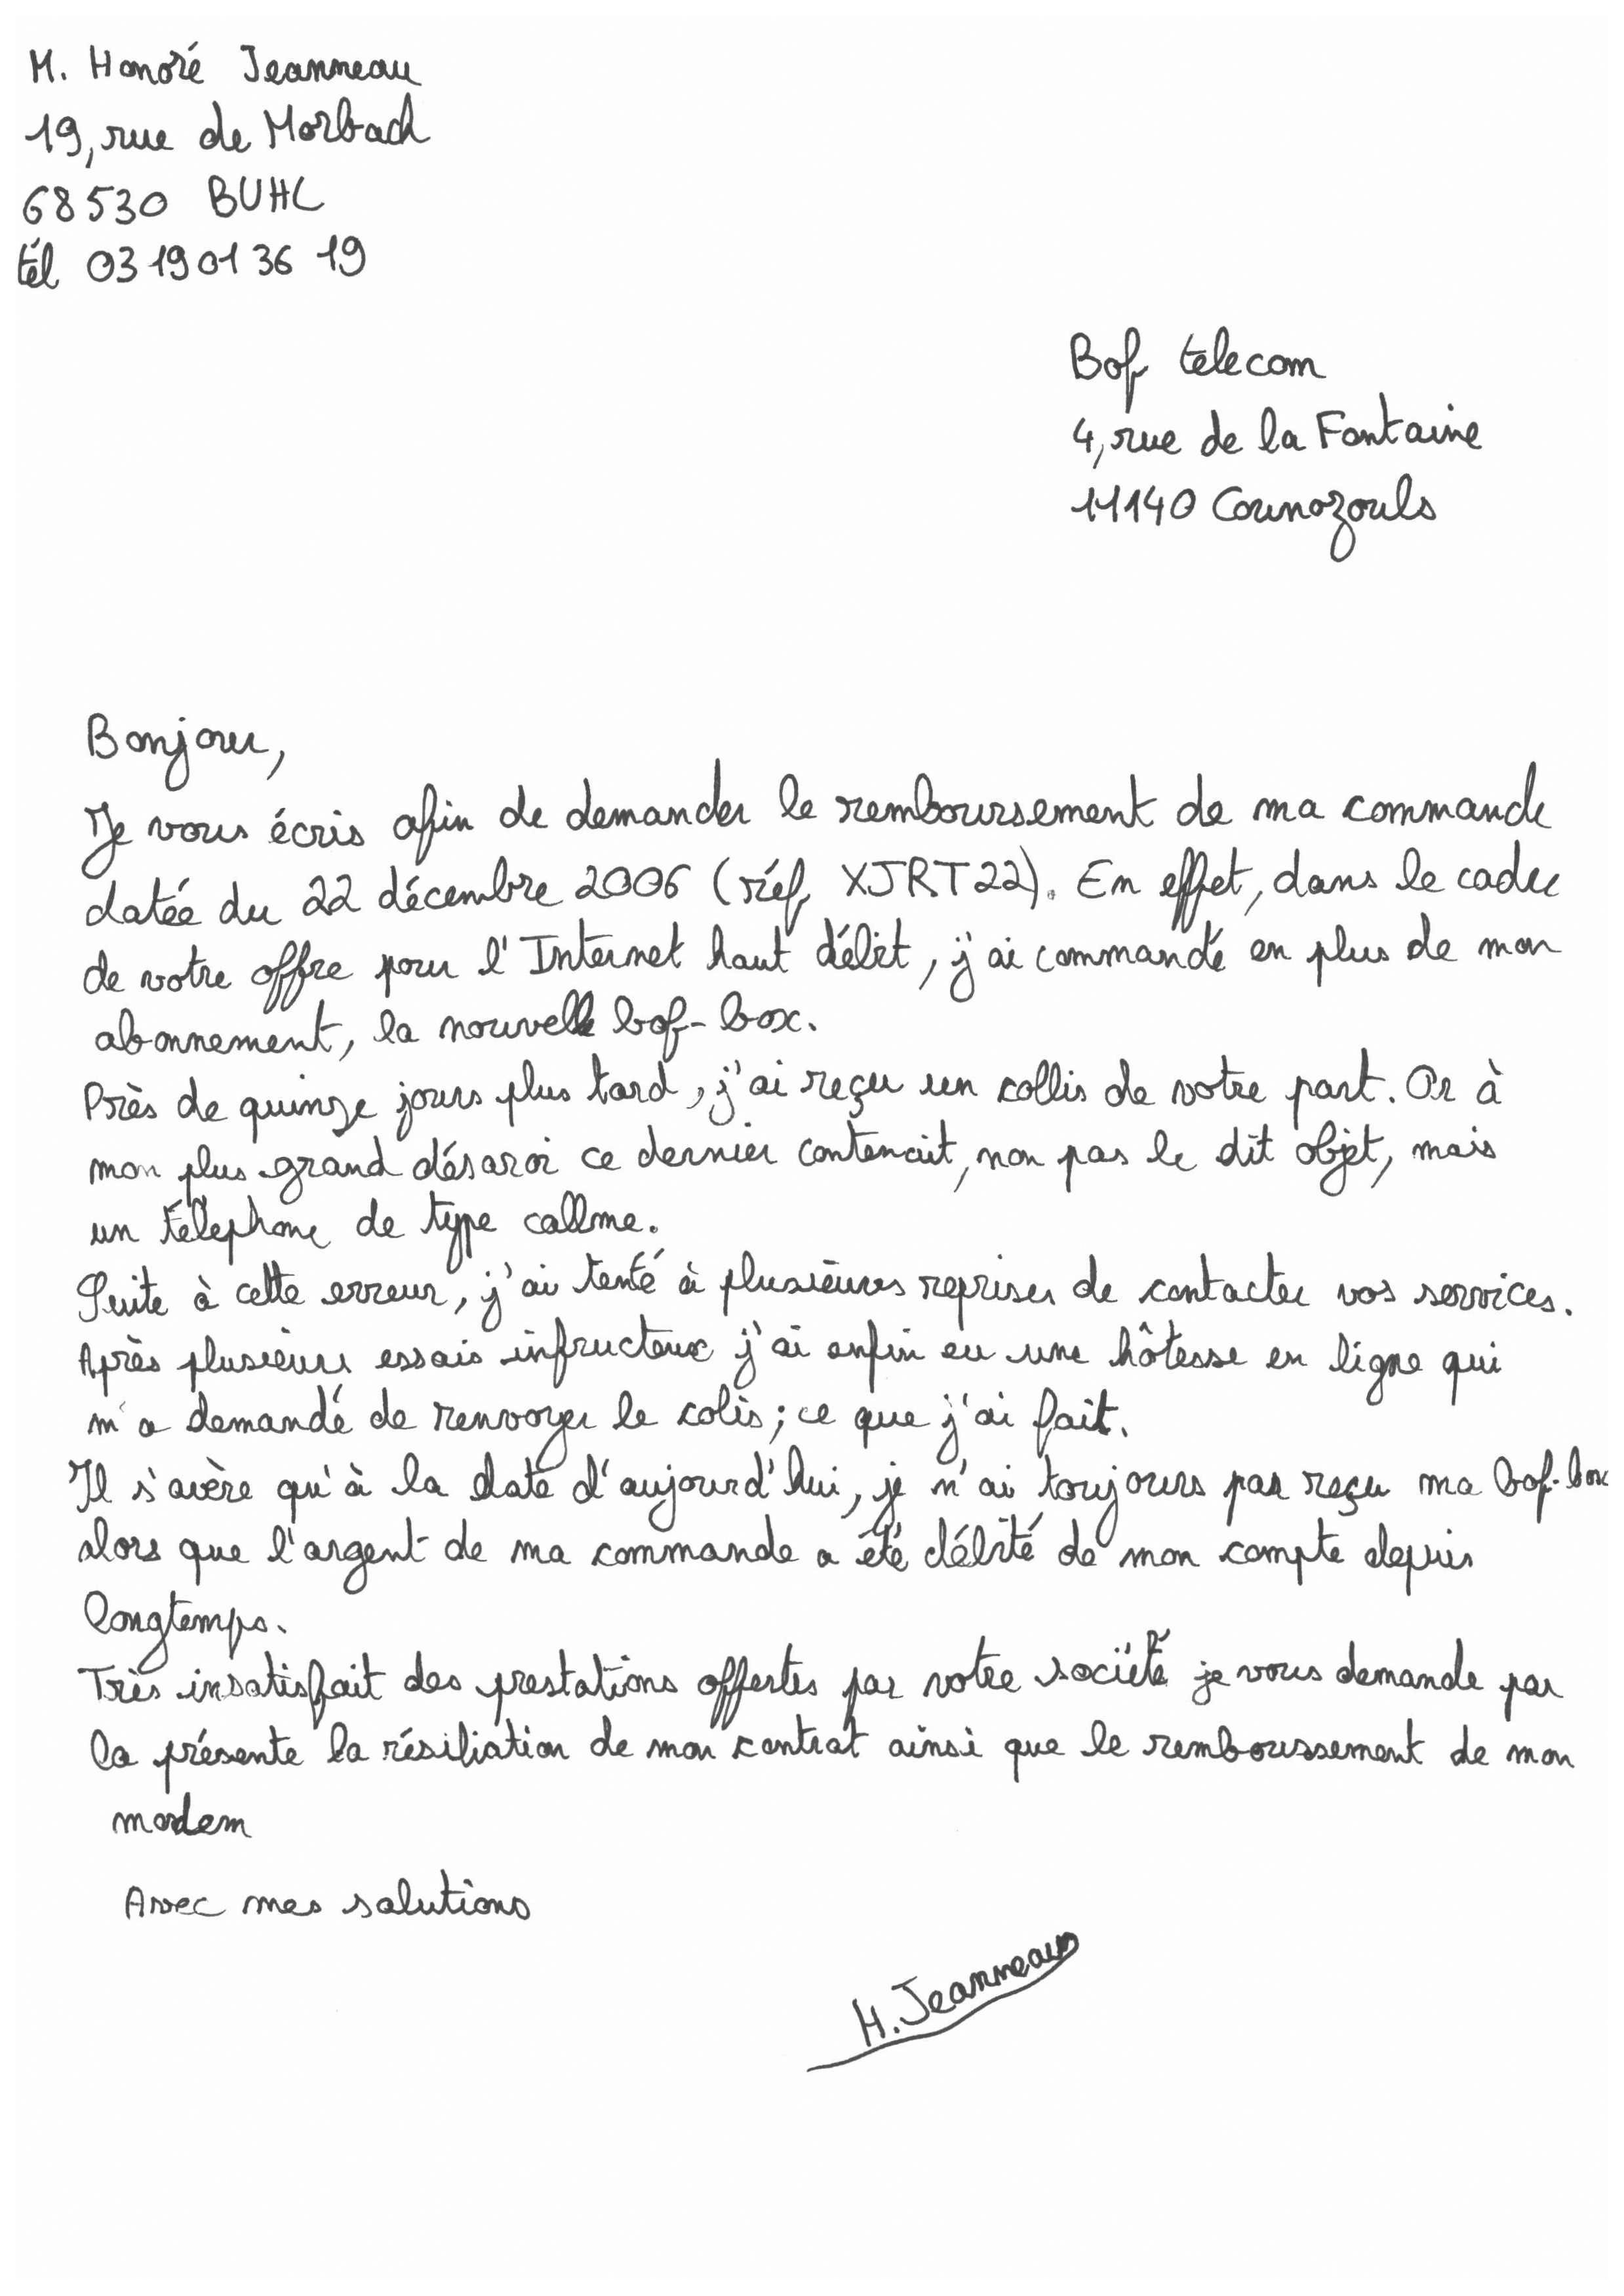 M. Honoré Jeanneau
19, rue de Morbach
68530 BUHL
tél 03 19 01 36 19
Bof telecom
4, rue de la Fontaine
11140 Counozouls
Bonjour,
Je vous écris afin de demander le remboursement de ma commande
datée du 22 décembre 2006 (réf. XJRT22). En effet, dans le cadre
de votre offre pour l'Internet haut débit, j'ai commandé en plus de mon
abonnement, la nouvelle bof-box.
Près de quinze jours plus tard, j'ai reçu un collis de votre part. Or à
mon plus grand désaroi ce dernier contenait, non pas le dit objet, mais
un télephone de type callme.
Suite à cette erreur, j'ai tenté à plusieurs reprises de contacter vos services.
Après plusieurs essais infructeux j'ai enfin eu une hôtesse en ligne qui
m'a demandé de renvoyer le colis; ce que j'ai fait.
Il s'avère qu'à la date d'aujourd'hui, je n'ai toujours pas reçu ma bof-box
alors que l'argent de ma commande a été débité de mon compte depuis
longtemps.
Très insatisfait des prestations offertes par votre société je vous demande par
la présente la résiliation de mon contrat ainsi que le remboussement de mon
modem
Avec mes salutions
H. Jeanneau